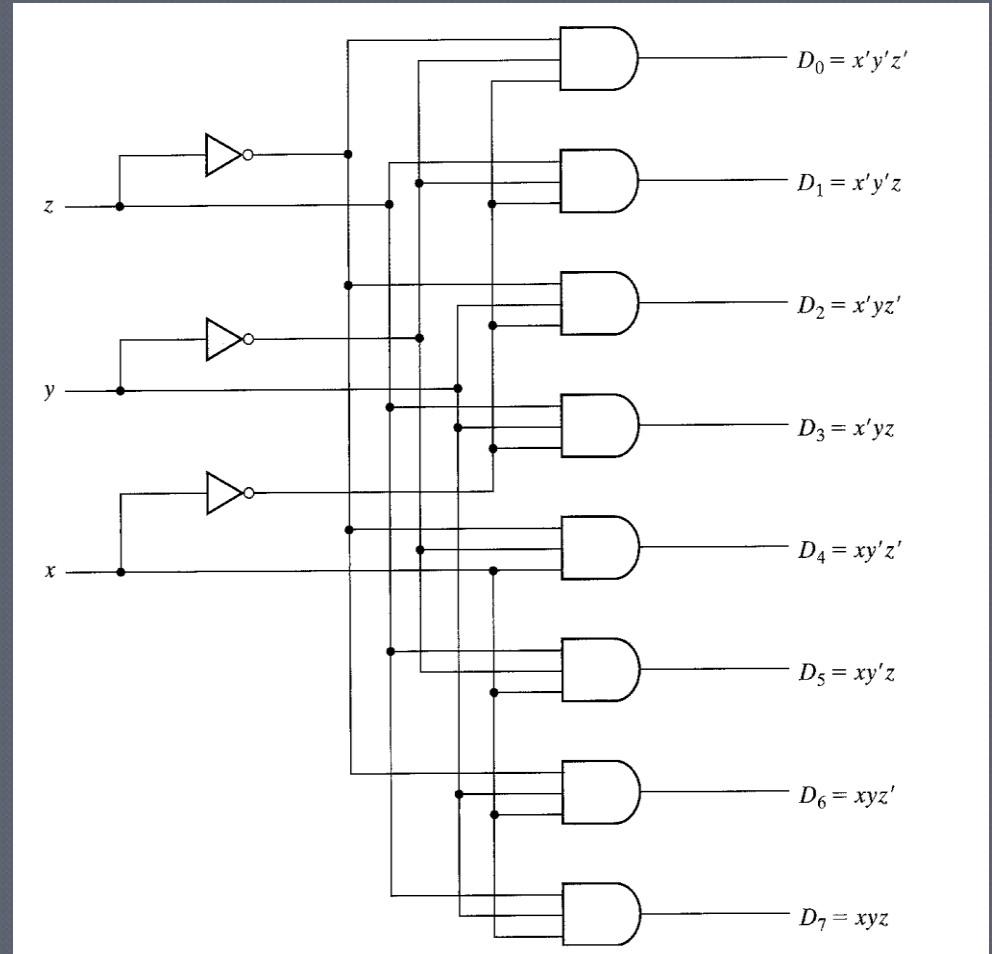 D₀ = x'y'z'
D₁ = x'y'z
z
D₂ = x'yz'
y
D₃ = x'yz
D₄ = xy'z'
x
D₅ = xy'z
D₆ = xyz'
D₇ = xyz